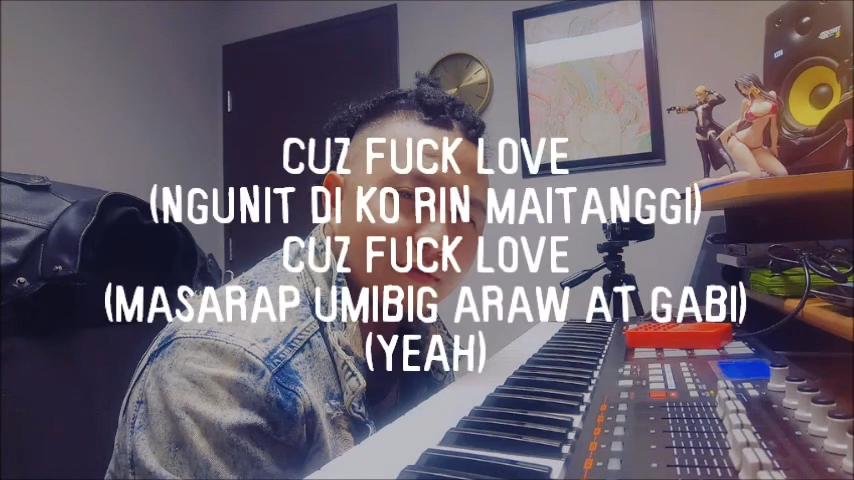 CUZ FUCK LOVE
(NGUNIT DI KO RIN MAITANGGI)
CUZ FUCK LOVE
(MASARAP UMIBIG ARAW AT GABI)
(YEAH)